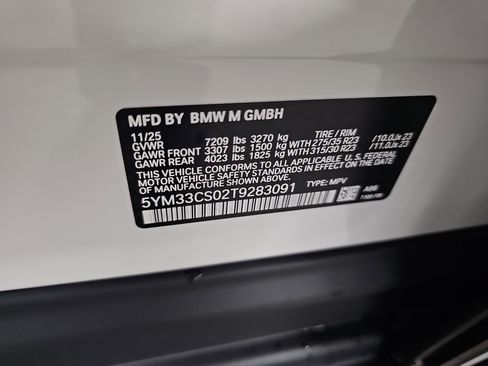 MFD BY BMW M GMBH
11/25
GVWR 7209 lbs 3270 kg TIRE / RIM
GAWR FRONT 3307 lbs 1500 kg WITH 275/35 R23 /10.0Jx23
GAWR REAR 4023 lbs 1825 kg WITH 315/30 R23 /11.0Jx23
THIS VEHICLE CONFORMS TO ALL APPLICABLE U.S. FEDERAL
MOTOR VEHICLE SAFETY STANDARDS IN EFFECT ON THE
DATE OF MANUFACTURE SHOWN ABOVE.
5YM33CS02T9283091 TYPE: MPV